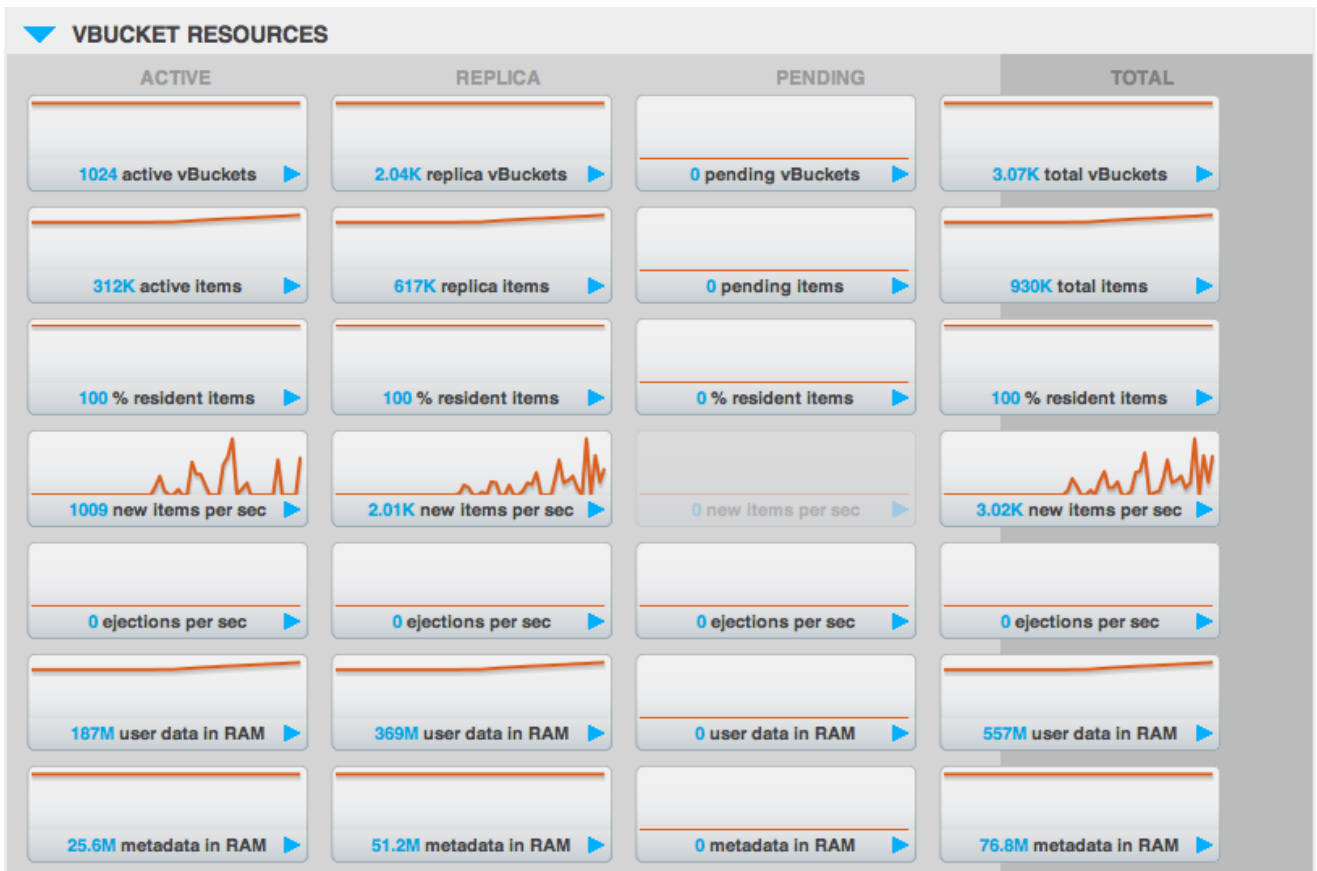 VBUCKET RESOURCES
ACTIVE REPLICA PENDING TOTAL
1024 active vBuckets 2.04K replica vBuckets 0 pending vBuckets 3.07K total vBuckets
312K active items 617K replica items 0 pending items 930K total items
100 % resident items 100 % resident items 0 % resident items 100 % resident items
1009 new items per sec 2.01K new items per sec 0 new items per sec 3.02K new items per sec
0 ejections per sec 0 ejections per sec 0 ejections per sec 0 ejections per sec
187M user data in RAM 369M user data in RAM 0 user data in RAM 557M user data in RAM
25.6M metadata in RAM 51.2M metadata in RAM 0 metadata in RAM 76.8M metadata in RAM